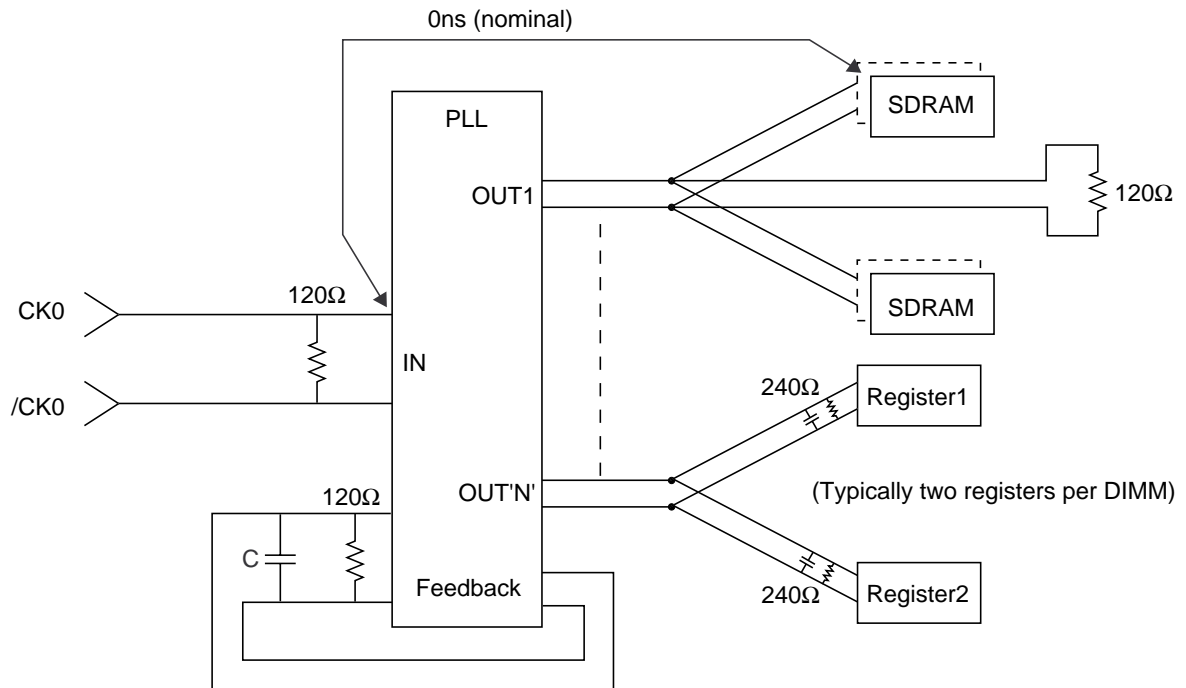 0ns (nominal)
PLL
SDRAM
OUT1
120Ω
SDRAM
CK0
120Ω
IN
/CK0
240Ω
Register1
120Ω
OUT'N'
(Typically two registers per DIMM)
C
Feedback
240Ω
Register2